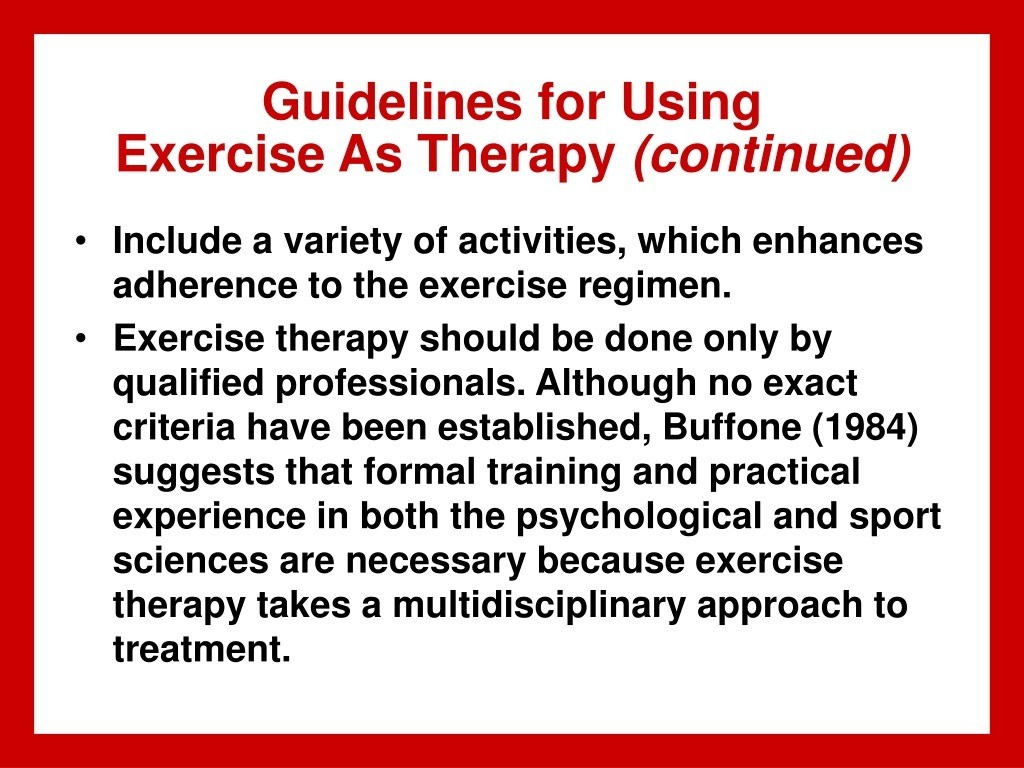 Guidelines for Using
Exercise As Therapy (continued)
• Include a variety of activities, which enhances
adherence to the exercise regimen.
• Exercise therapy should be done only by
qualified professionals. Although no exact
criteria have been established, Buffone (1984)
suggests that formal training and practical
experience in both the psychological and sport
sciences are necessary because exercise
therapy takes a multidisciplinary approach to
treatment.